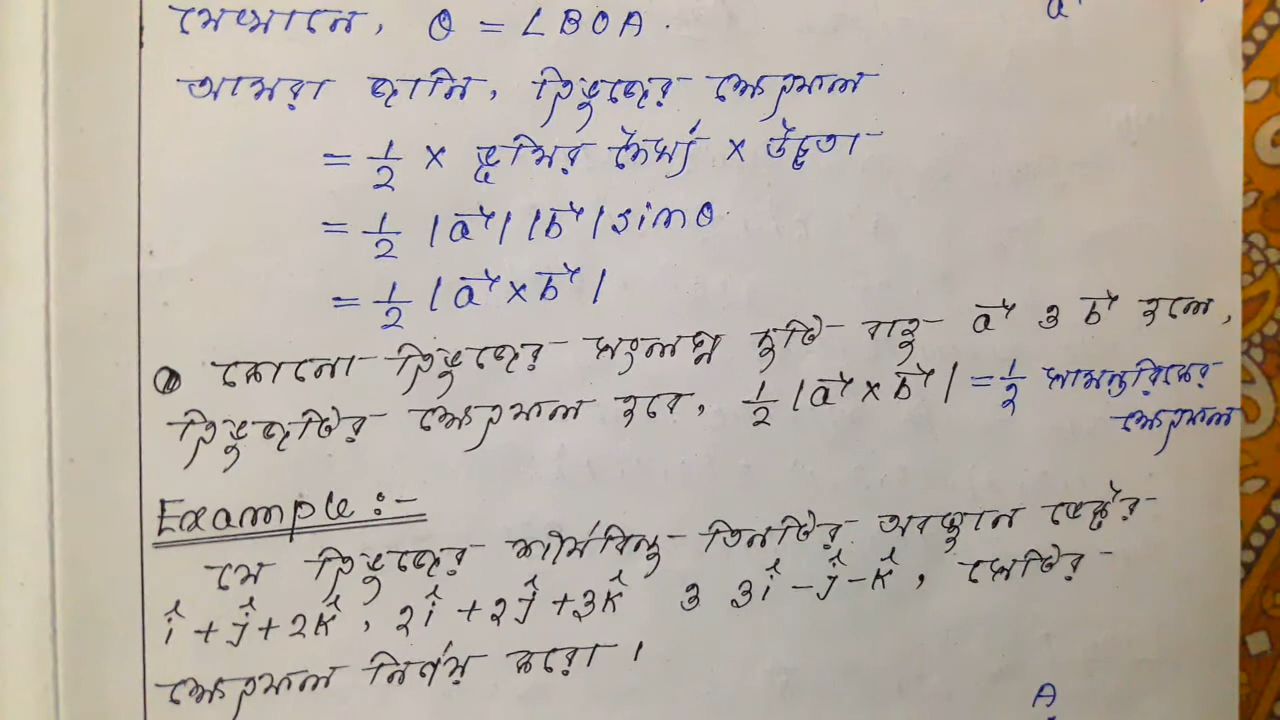 a
যেখানে, θ = ∠BOA.
আমরা জানি, ত্রিভুজের ক্ষেত্রফল
= 1/2 × ভূমির দৈর্ঘ্য × উচ্চতা
= 1/2 |a⃗| |b⃗| sinθ.
= 1/2 |a⃗ × b⃗|
কোনো ত্রিভুজের সংলগ্ন দুটি বাহু a⃗ ও b⃗ হলে,
ত্রিভুজটির ক্ষেত্রফল হবে, 1/2 |a⃗ × b⃗| = 1/2 সামন্তরিকের
ক্ষেত্রফল
Example :-
যে ত্রিভুজের শীর্ষবিন্দু তিনটির অবস্থান ভেক্টর
î + ĵ + 2k̂, 2î + 2ĵ + 3k̂ ও 3î - ĵ - k̂, সেটির
ক্ষেত্রফল নির্ণয় করো।
A